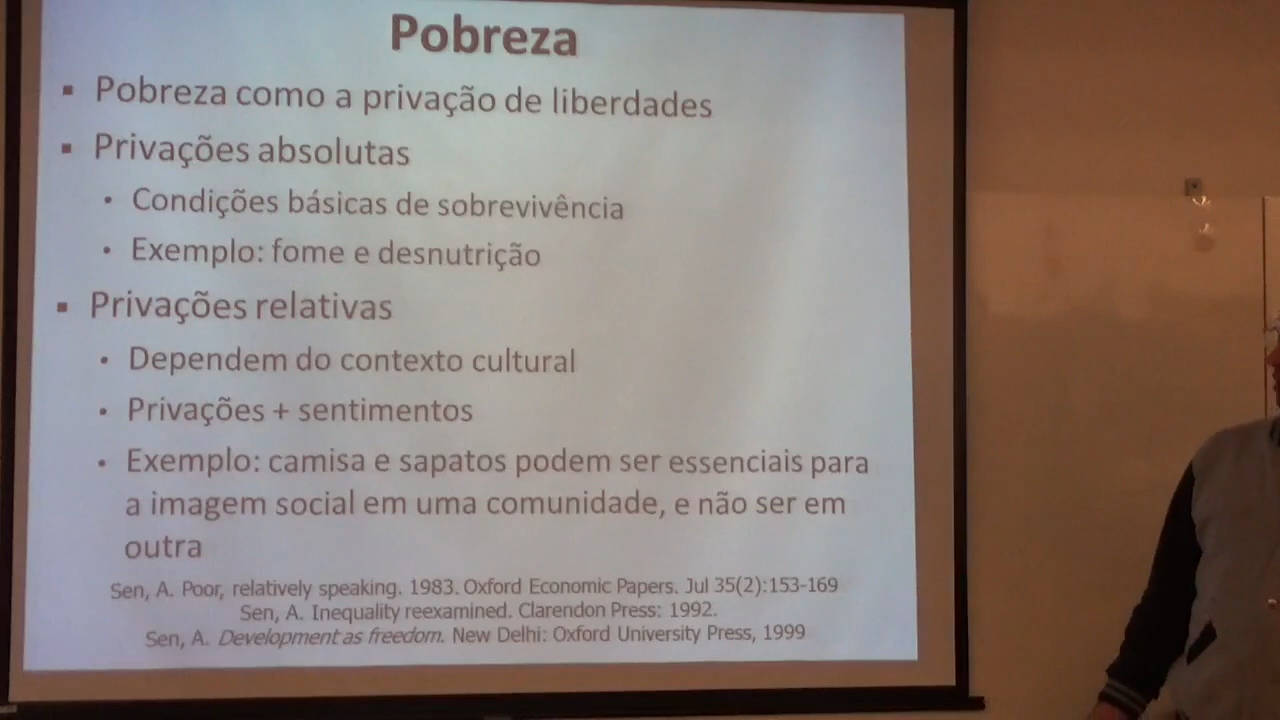 Pobreza
▪ Pobreza como a privação de liberdades
▪ Privações absolutas
• Condições básicas de sobrevivência
• Exemplo: fome e desnutrição
▪ Privações relativas
• Dependem do contexto cultural
• Privações + sentimentos
• Exemplo: camisa e sapatos podem ser essenciais para
a imagem social em uma comunidade, e não ser em
outra
Sen, A. Poor, relatively speaking. 1983. Oxford Economic Papers. Jul 35(2):153-169
Sen, A. Inequality reexamined. Clarendon Press: 1992.
Sen, A. Development as freedom. New Delhi: Oxford University Press, 1999